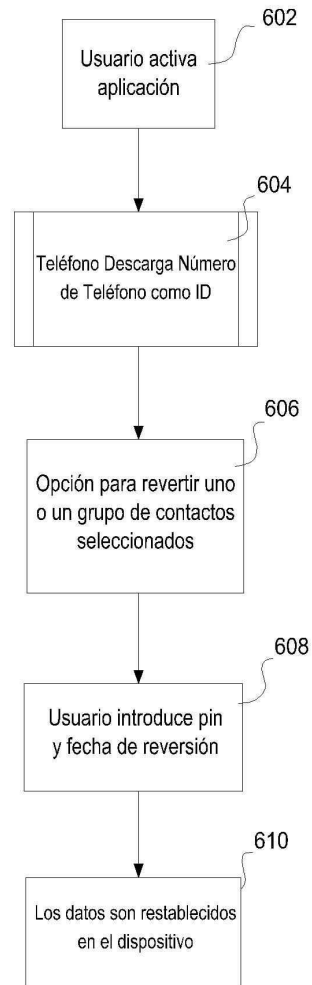 602
Usuario activa
aplicación
604
Teléfono Descarga Número
de Teléfono como ID
606
Opción para revertir uno
o un grupo de contactos
seleccionados
608
Usuario introduce pin
y fecha de reversión
610
Los datos son restablecidos
en el dispositivo